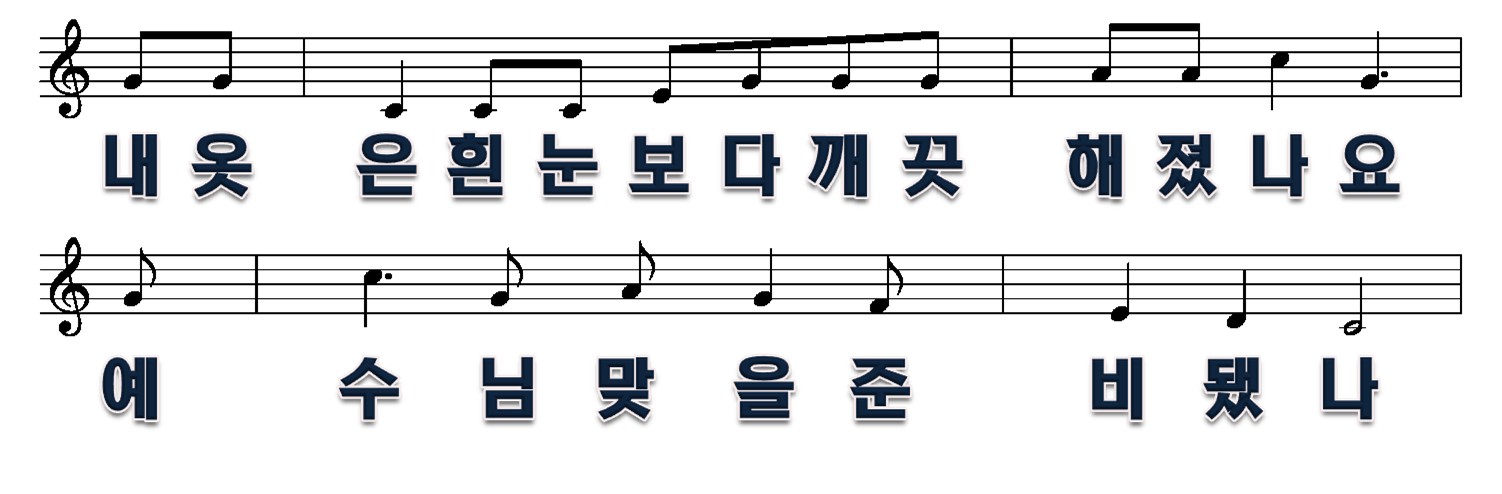 내 옷 은 흰 눈 보 다 깨 끗 해 졌 나 요
예 수 님 맞 을 준 비 됐 나